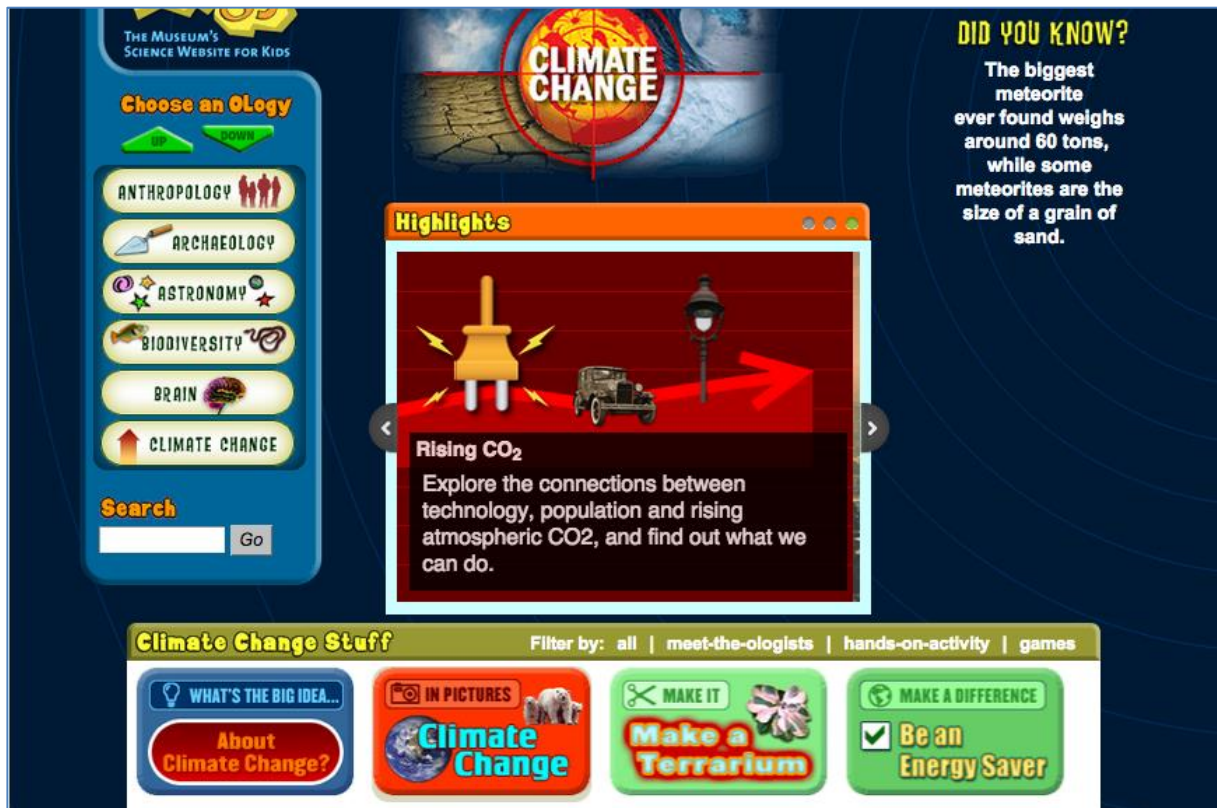 THE MUSEUM'S
SCIENCE WEBSITE FOR KIDS
Choose an OLogy
UP
DOWN
ANTHROPOLOGY
ARCHAEOLOGY
ASTRONOMY
BIODIVERSITY
BRAIN
CLIMATE CHANGE
Search
Go
CLIMATE
CHANGE
DID YOU KNOW?
The biggest
meteorite
ever found weighs
around 60 tons,
while some
meteorites are the
size of a grain of
sand.
Highlights
Rising CO₂
Explore the connections between
technology, population and rising
atmospheric CO2, and find out what we
can do.
Climate Change Stuff
Filter by: all | meet-the-ologists | hands-on-activity | games
WHAT'S THE BIG IDEA...
About
Climate Change?
IN PICTURES
Climate
Change
MAKE IT
Make a
Terrarium
MAKE A DIFFERENCE
Be an
Energy Saver